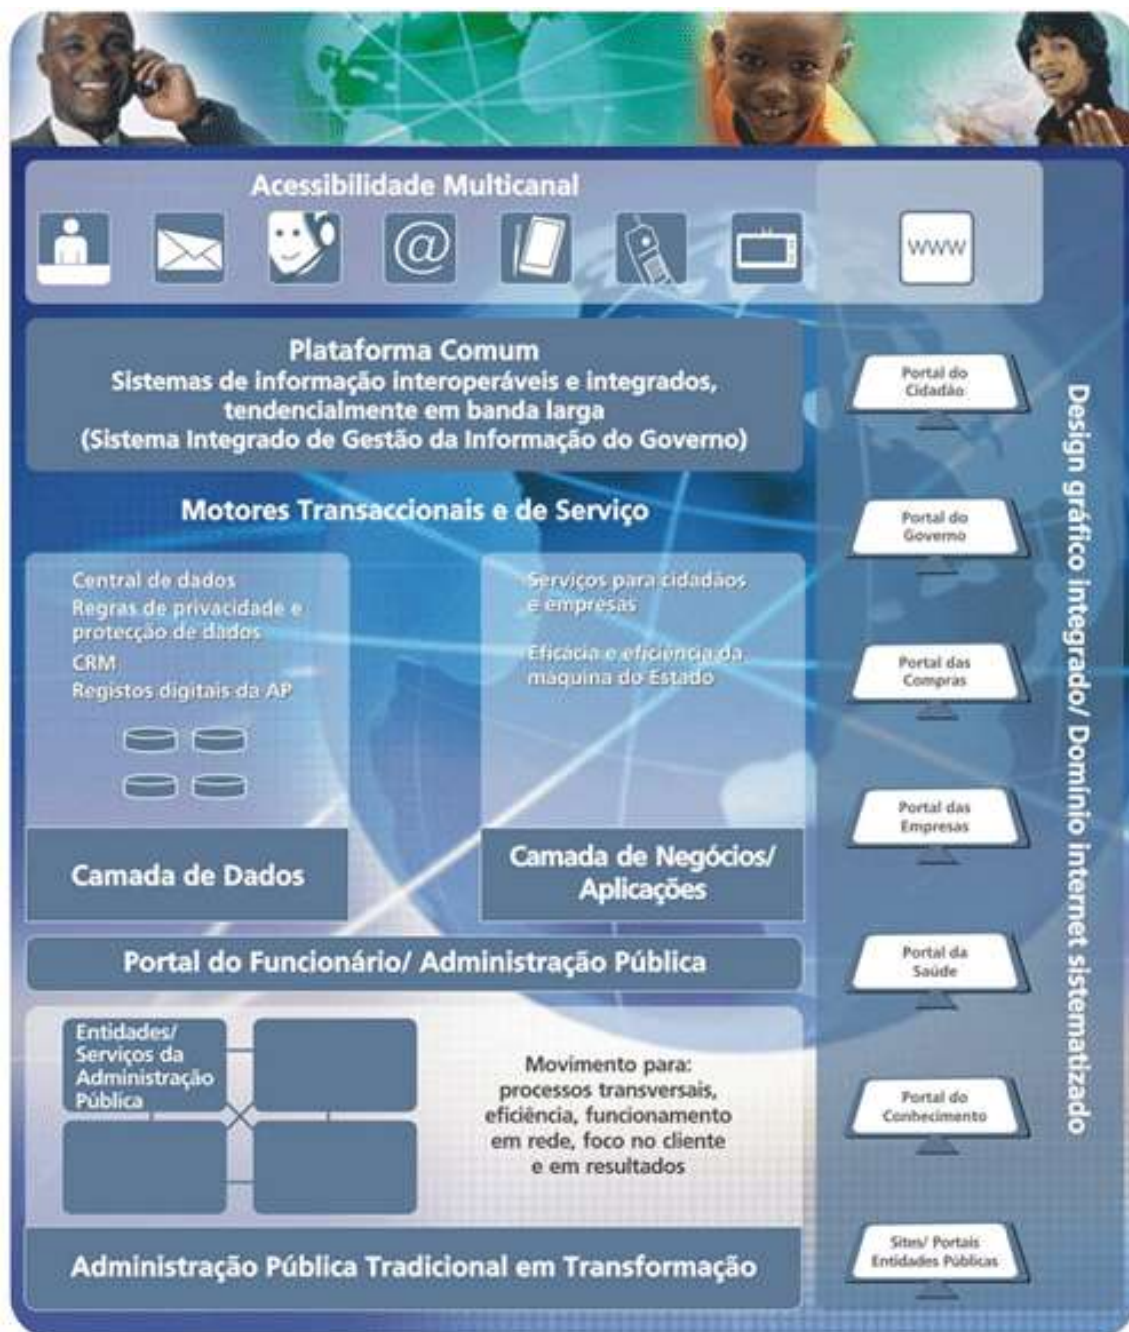 Acessibilidade Multicanal
@
WWW
Plataforma Comum
Sistemas de informação interoperáveis e integrados,
tendencialmente em banda larga
(Sistema Integrado de Gestão da Informação do Governo)
Motores Transaccionais e de Serviço
Central de dados
Regras de privacidade e
protecção de dados
CRM
Registos digitais da AP
Serviços para cidadãos
e empresas
Eficácia e eficiência da
máquina do Estado
Camada de Dados
Camada de Negócios/
Aplicações
Portal do Funcionário/ Administração Pública
Entidades/
Serviços da
Administração
Pública
Movimento para:
processos transversais,
eficiência, funcionamento
em rede, foco no cliente
e em resultados
Administração Pública Tradicional em Transformação
Portal do
Cidadão
Portal do
Governo
Portal das
Compras
Portal das
Empresas
Portal da
Saúde
Portal do
Conhecimento
Sites/ Portais
Entidades Públicas
Design gráfico integrado/ Domínio internet sistematizado